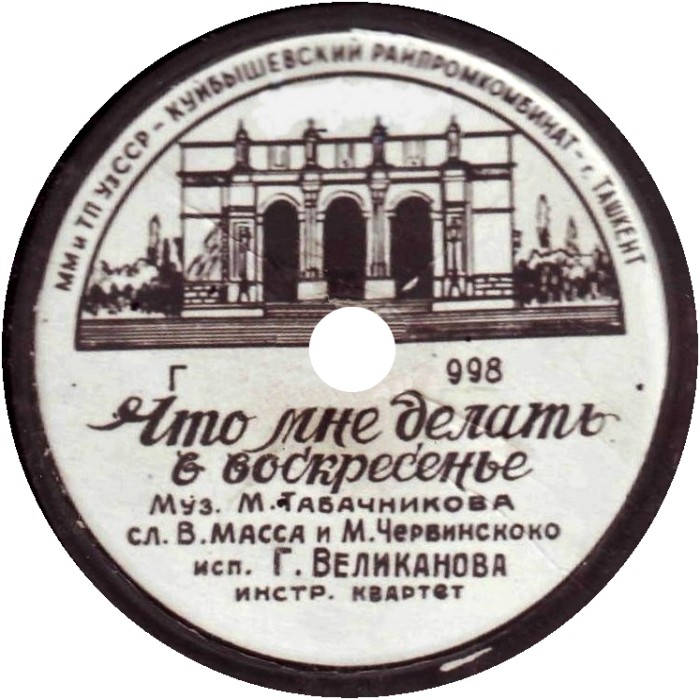 ММ и ТП УзССР - КУЙБЫШЕВСКИЙ РАЙПРОМКОМБИНАТ - г. ТАШКЕНТ
Г 998
Что мне делать
в воскресенье
Муз. М. Табачникова
сл. В. Масса и М. Червинскоко
исп. Г. Великанова
инстр. квартет